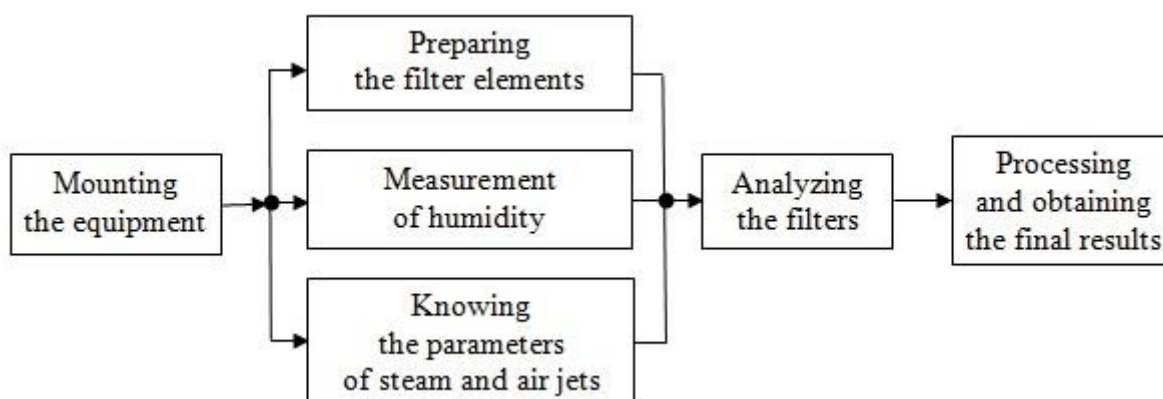 Mounting
the equipment
Preparing
the filter elements
Measurement
of humidity
Knowing
the parameters
of steam and air jets
Analyzing
the filters
Processing
and obtaining
the final results